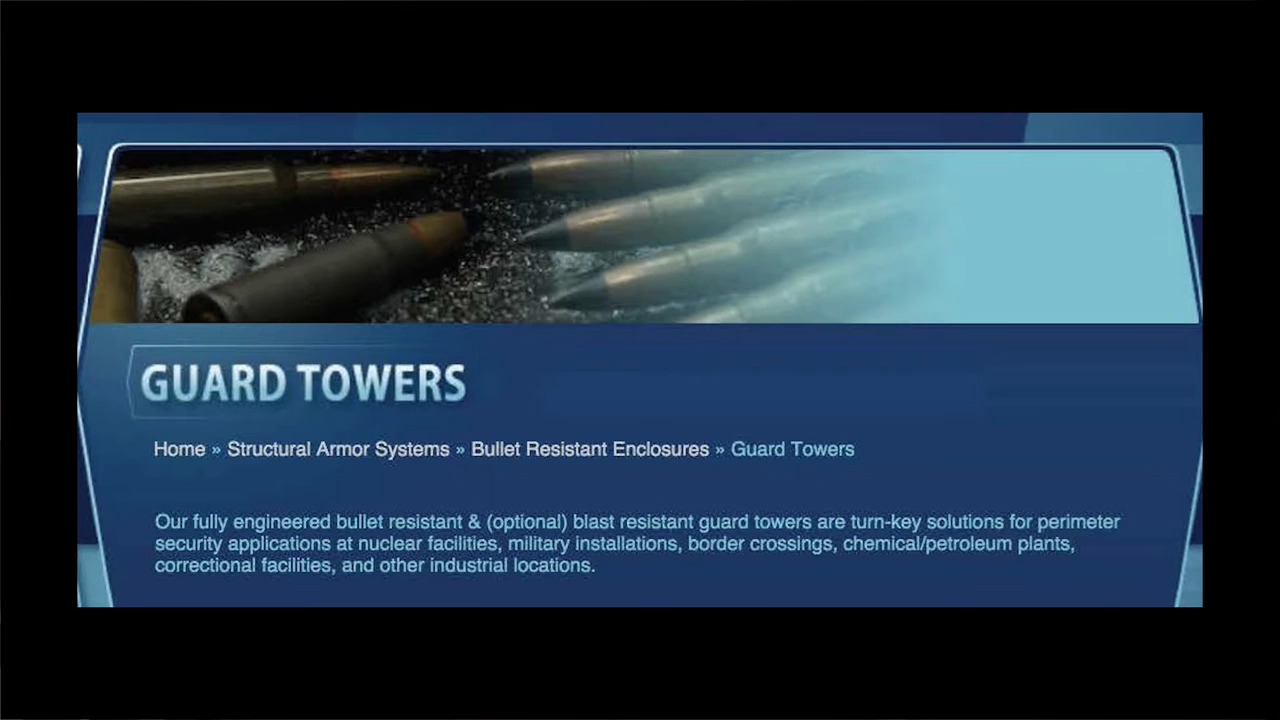 GUARD TOWERS
Home » Structural Armor Systems » Bullet Resistant Enclosures » Guard Towers
Our fully engineered bullet resistant & (optional) blast resistant guard towers are turn-key solutions for perimeter
security applications at nuclear facilities, military installations, border crossings, chemical/petroleum plants,
correctional facilities, and other industrial locations.